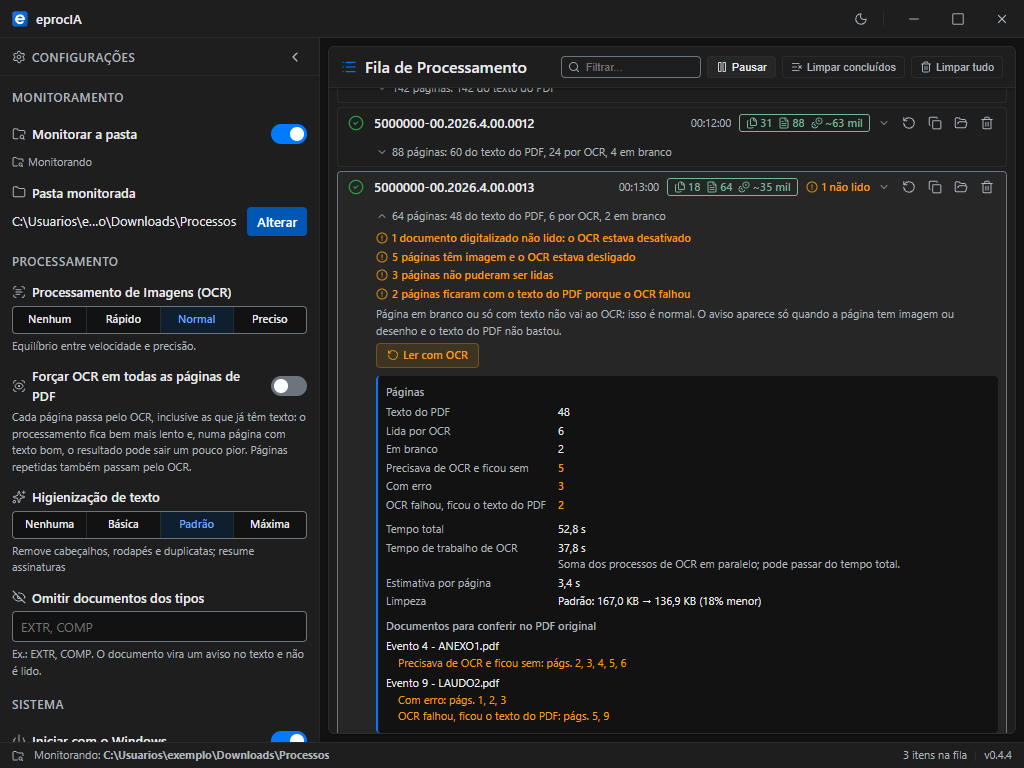 eprocIA
CONFIGURAÇÕES
MONITORAMENTO
Monitorar a pasta
Monitorando
Pasta monitorada
C:\Usuarios\e...o\Downloads\Processos
Alterar
PROCESSAMENTO
Processamento de Imagens (OCR)
Nenhum Rápido Normal Preciso
Equilíbrio entre velocidade e precisão.
Forçar OCR em todas as páginas de
PDF
Cada página passa pelo OCR, inclusive as que já têm texto: o
processamento fica bem mais lento e, numa página com
texto bom, o resultado pode sair um pouco pior. Páginas
repetidas também passam pelo OCR.
Higienização de texto
Nenhuma Básica Padrão Máxima
Remove cabeçalhos, rodapés e duplicatas; resume
assinaturas
Omitir documentos dos tipos
EXTR, COMP
Ex.: EXTR, COMP. O documento vira um aviso no texto e não
é lido.
SISTEMA
Iniciar com o Windows
Fila de Processamento
Filtrar...
Pausar
Limpar concluídos
Limpar tudo
142 páginas: 142 do texto do PDF
5000000-00.2026.4.00.0012 00:12:00 31 88 ~63 mil
88 páginas: 60 do texto do PDF, 24 por OCR, 4 em branco
5000000-00.2026.4.00.0013 00:13:00 18 64 ~35 mil 1 não lido
64 páginas: 48 do texto do PDF, 6 por OCR, 2 em branco
1 documento digitalizado não lido: o OCR estava desativado
5 páginas têm imagem e o OCR estava desligado
3 páginas não puderam ser lidas
2 páginas ficaram com o texto do PDF porque o OCR falhou
Página em branco ou só com texto não vai ao OCR: isso é normal. O aviso aparece só quando a página tem imagem ou
desenho e o texto do PDF não bastou.
Ler com OCR
Páginas
Texto do PDF 48
Lida por OCR 6
Em branco 2
Precisava de OCR e ficou sem 5
Com erro 3
OCR falhou, ficou o texto do PDF 2
Tempo total 52,8 s
Tempo de trabalho de OCR 37,8 s
Soma dos processos de OCR em paralelo; pode passar do tempo total.
Estimativa por página 3,4 s
Limpeza Padrão: 167,0 KB → 136,9 KB (18% menor)
Documentos para conferir no PDF original
Evento 4 - ANEXO1.pdf
Precisava de OCR e ficou sem: págs. 2, 3, 4, 5, 6
Evento 9 - LAUDO2.pdf
Com erro: págs. 1, 2, 3
OCR falhou, ficou o texto do PDF: págs. 5, 9
Monitorando: C:\Usuarios\exemplo\Downloads\Processos
3 itens na fila v0.4.4